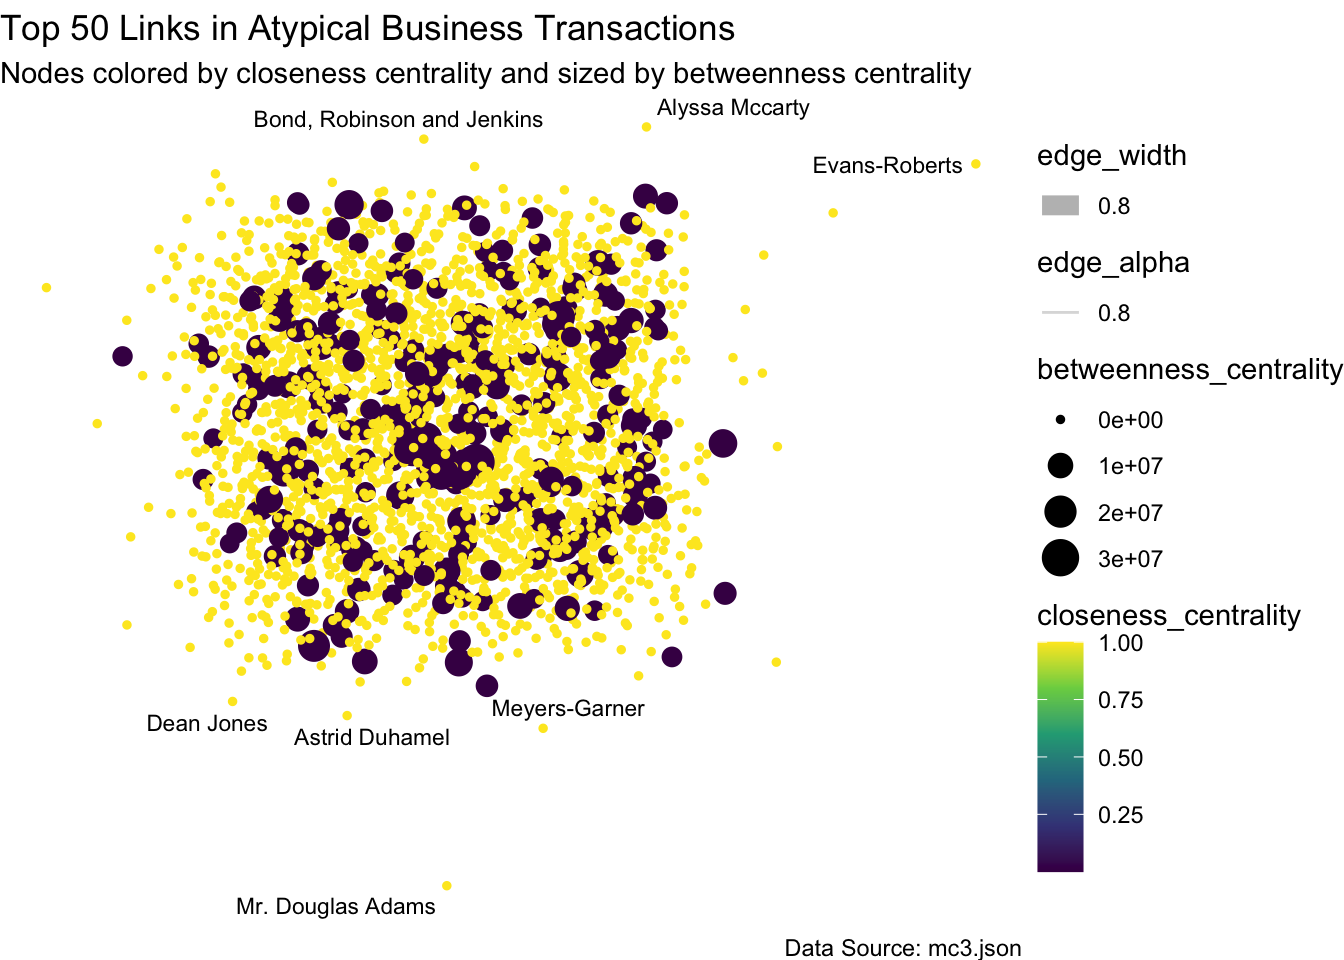 Top 50 Links in Atypical Business Transactions
Nodes colored by closeness centrality and sized by betweenness centrality
Alyssa Mccarty
Bond, Robinson and Jenkins
Evans-Roberts
Meyers-Garner
Dean Jones
Astrid Duhamel
Mr. Douglas Adams
edge_width
0.8
edge_alpha
0.8
betweenness_centrality
0e+00
1e+07
2e+07
3e+07
closeness_centrality
1.00
0.75
0.50
0.25
Data Source: mc3.json